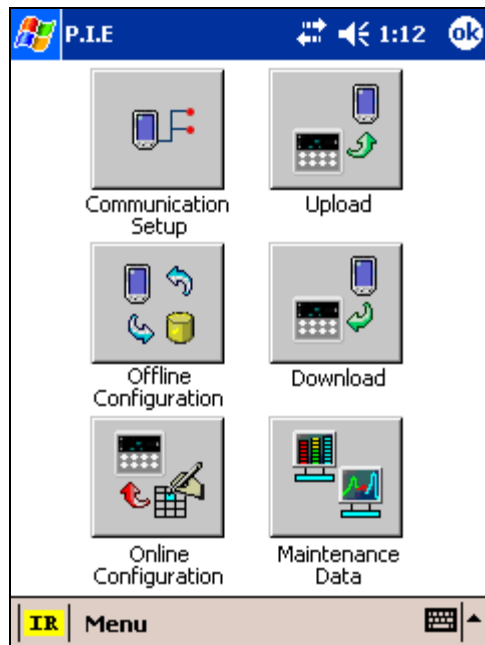 P.I.E 1:12 ok
Communication
Setup
Upload
Offline
Configuration
Download
Online
Configuration
Maintenance
Data
IR Menu